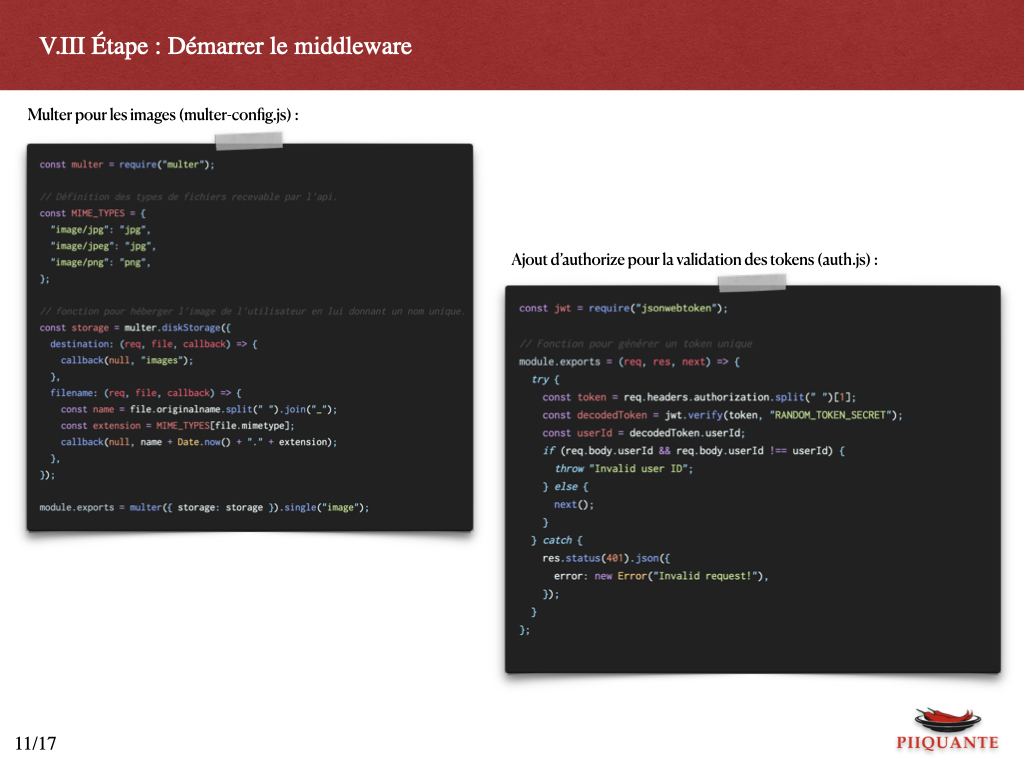 V.III Étape : Démarrer le middleware
Multer pour les images (multer-config.js) :
const multer = require("multer");
// Définition des types de fichiers recevable par l'api.
const MIME_TYPES = {
"image/jpg": "jpg",
"image/jpeg": "jpg",
"image/png": "png",
};
// fonction pour héberger l'image de l'utilisateur en lui donnant un nom unique.
const storage = multer.diskStorage({
destination: (req, file, callback) => {
callback(null, "images");
},
filename: (req, file, callback) => {
const name = file.originalname.split(" ").join("_");
const extension = MIME_TYPES[file.mimetype];
callback(null, name + Date.now() + "." + extension);
},
});
module.exports = multer({ storage: storage }).single("image");
Ajout d'authorize pour la validation des tokens (auth.js) :
const jwt = require("jsonwebtoken");
// Fonction pour générer un token unique
module.exports = (req, res, next) => {
try {
const token = req.headers.authorization.split(" ")[1];
const decodedToken = jwt.verify(token, "RANDOM_TOKEN_SECRET");
const userId = decodedToken.userId;
if (req.body.userId && req.body.userId !== userId) {
throw "Invalid user ID";
} else {
next();
}
} catch {
res.status(401).json({
error: new Error("Invalid request!"),
});
}
};
11/17
PIIQUANTE